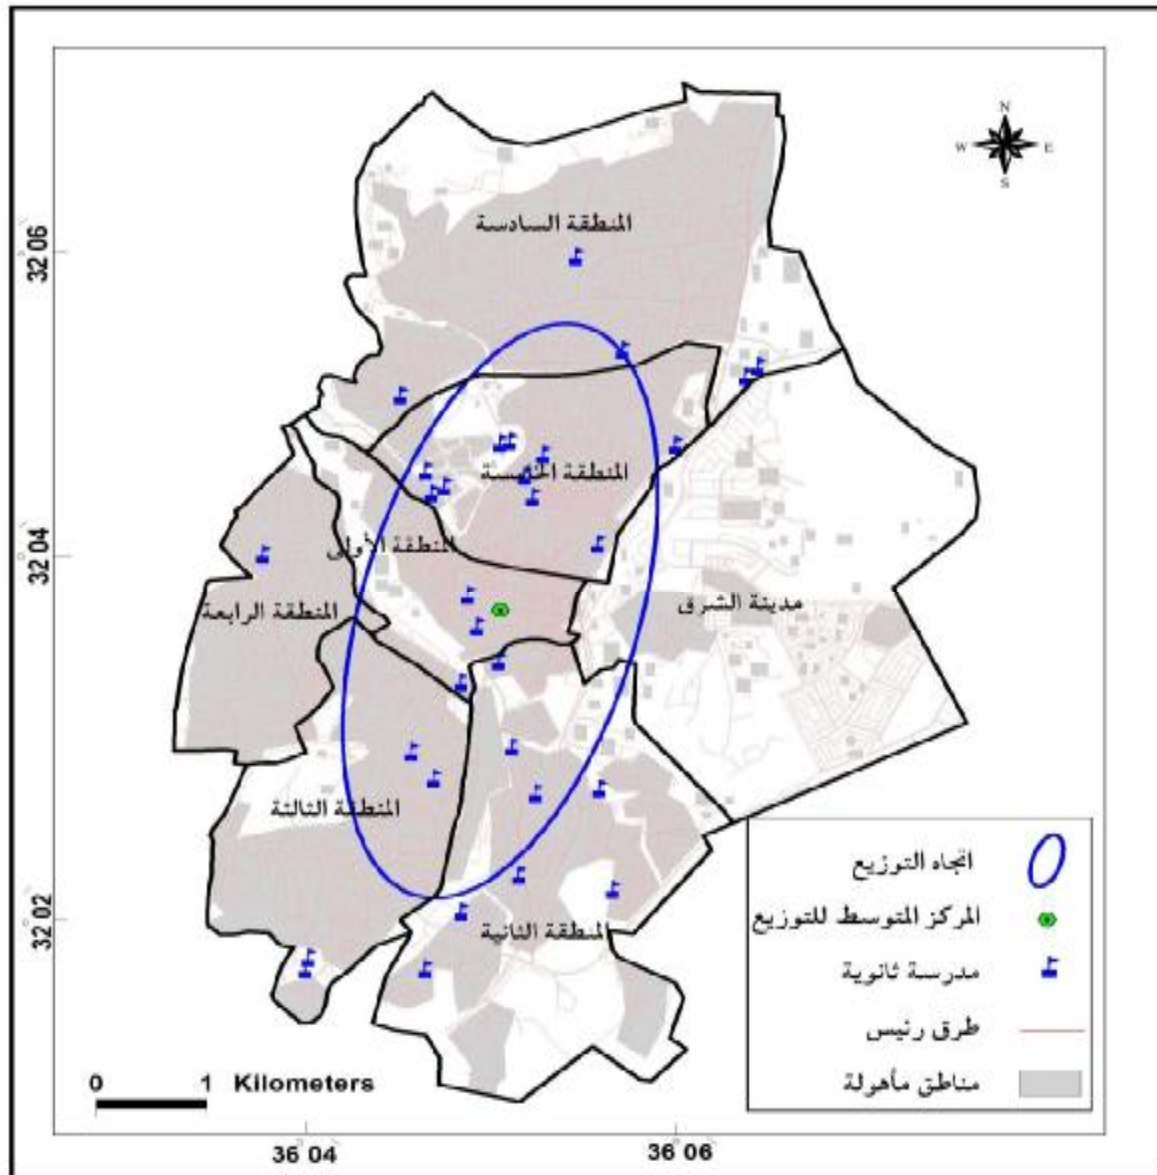 N
W E
S
المنطقة السادسة
32 06
المنطقة الخامسة
32 04
المنطقة الأولى
المنطقة الرابعة
مدينة الشرق
المنطقة الثالثة
المنطقة الثانية
32 02
اتجاه التوزيع
المركز المتوسط للتوزيع
مدرسة ثانوية
طرق رئيس
مناطق مأهولة
0 1 Kilometers
36 04
36 06